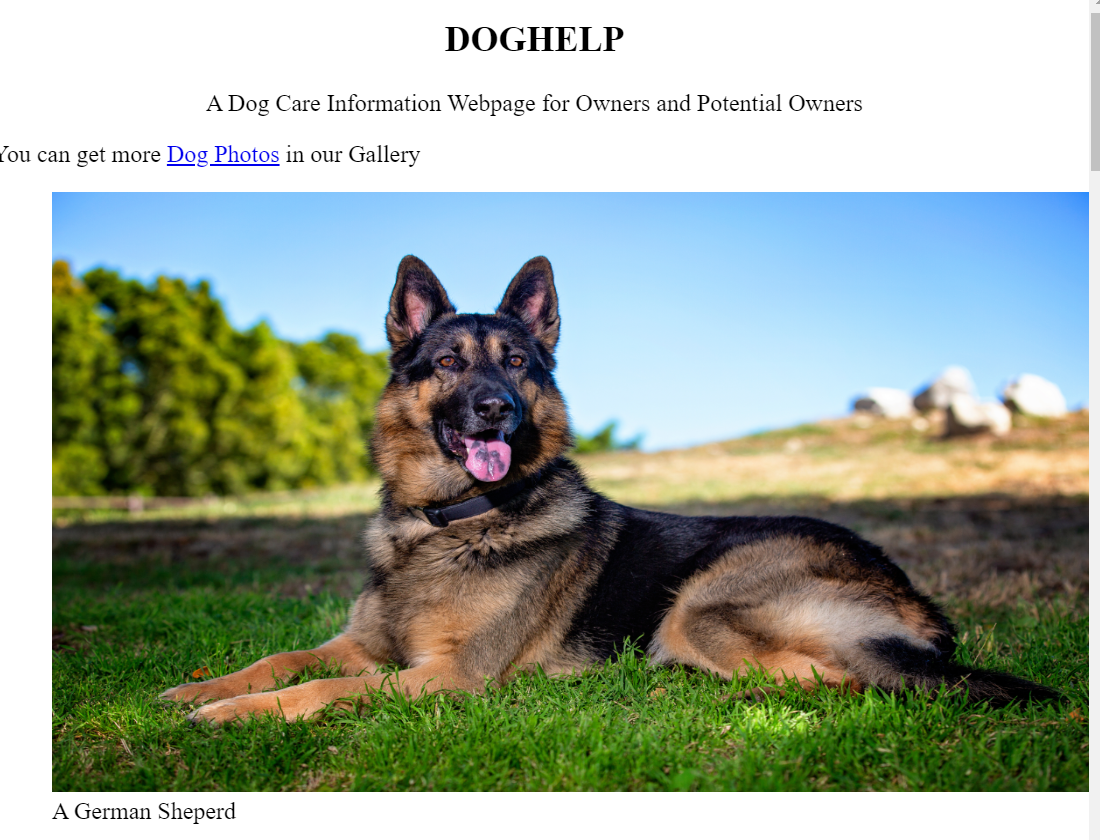 DOGHELP
A Dog Care Information Webpage for Owners and Potential Owners
You can get more Dog Photos in our Gallery
A German Sheperd